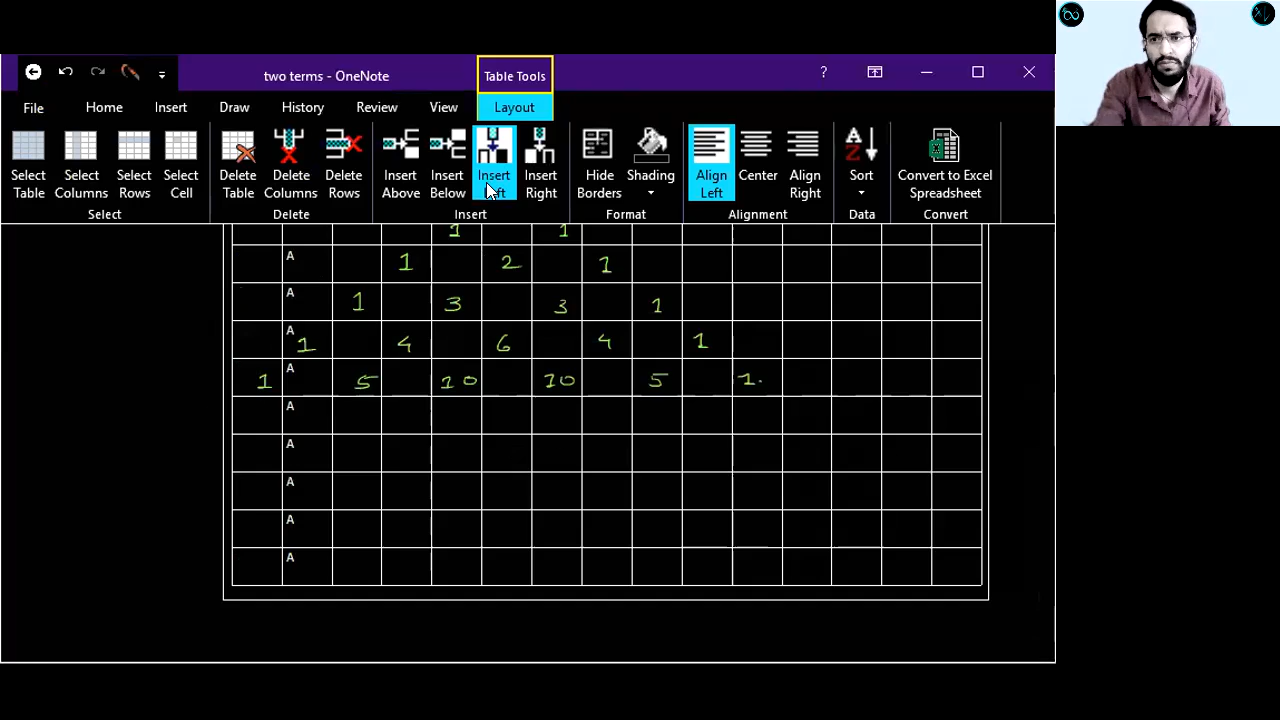 two terms - OneNote
Table Tools
?
File Home Insert Draw History Review View Layout
Select Table Select Columns Select Rows Select Cell Delete Table Delete Columns Delete Rows Insert Above Insert Below Insert Left Insert Right Hide Borders Shading Align Left Center Align Right Sort Convert to Excel Spreadsheet
Select Delete Insert Format Alignment Data Convert
1 1
A 1 2 1
A 1 3 3 1
A 1 4 6 4 1
1 A 5 10 10 5 1.
A
A
A
A
A